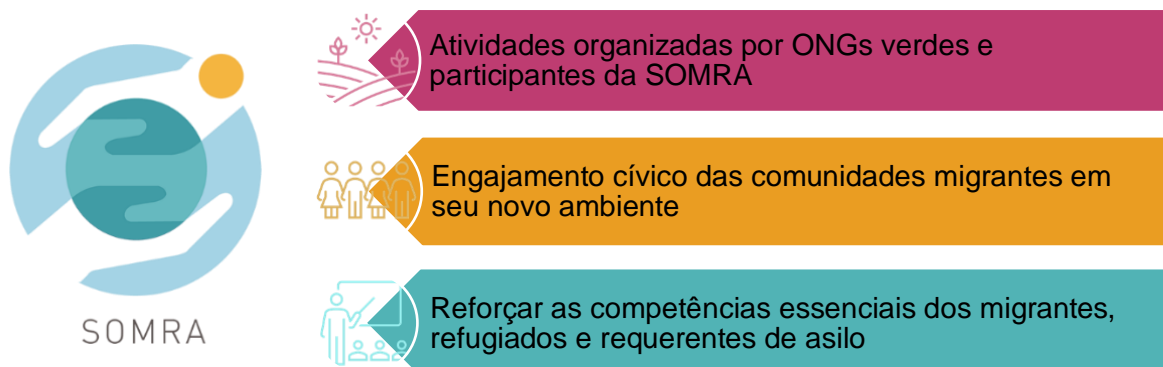 Atividades organizadas por ONGs verdes e
participantes da SOMRA
Engajamento cívico das comunidades migrantes em
seu novo ambiente
Reforçar as competências essenciais dos migrantes,
refugiados e requerentes de asilo
SOMRA